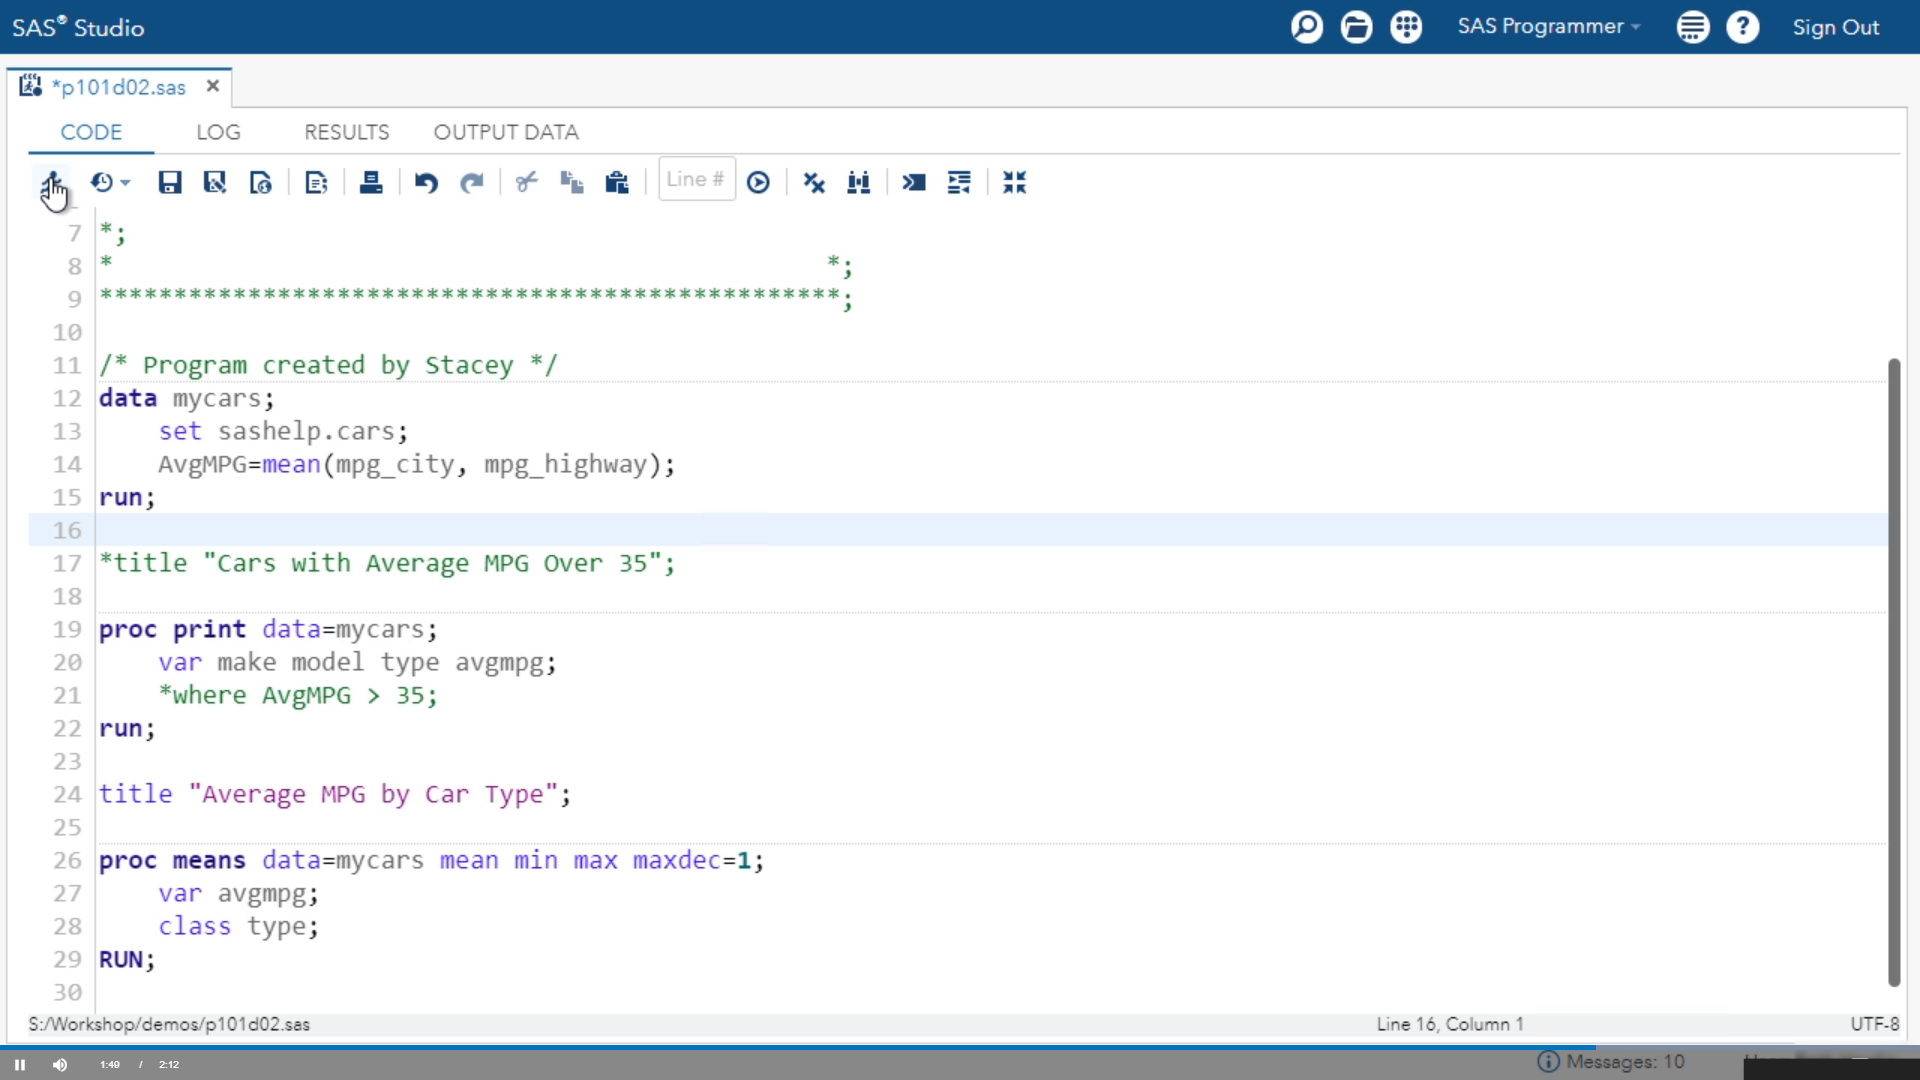 SAS® Studio
SAS Programmer
Sign Out
*p101d02.sas
CODE
LOG
RESULTS
OUTPUT DATA
Line #
7 *;
8 * *;
9 **************************************************;
10
11 /* Program created by Stacey */
12 data mycars;
13 set sashelp.cars;
14 AvgMPG=mean(mpg_city, mpg_highway);
15 run;
16
17 *title "Cars with Average MPG Over 35";
18
19 proc print data=mycars;
20 var make model type avgmpg;
21 *where AvgMPG > 35;
22 run;
23
24 title "Average MPG by Car Type";
25
26 proc means data=mycars mean min max maxdec=1;
27 var avgmpg;
28 class type;
29 RUN;
30
S:/Workshop/demos/p101d02.sas
Line 16, Column 1
UTF-8
1:49 / 2:12
Messages: 10